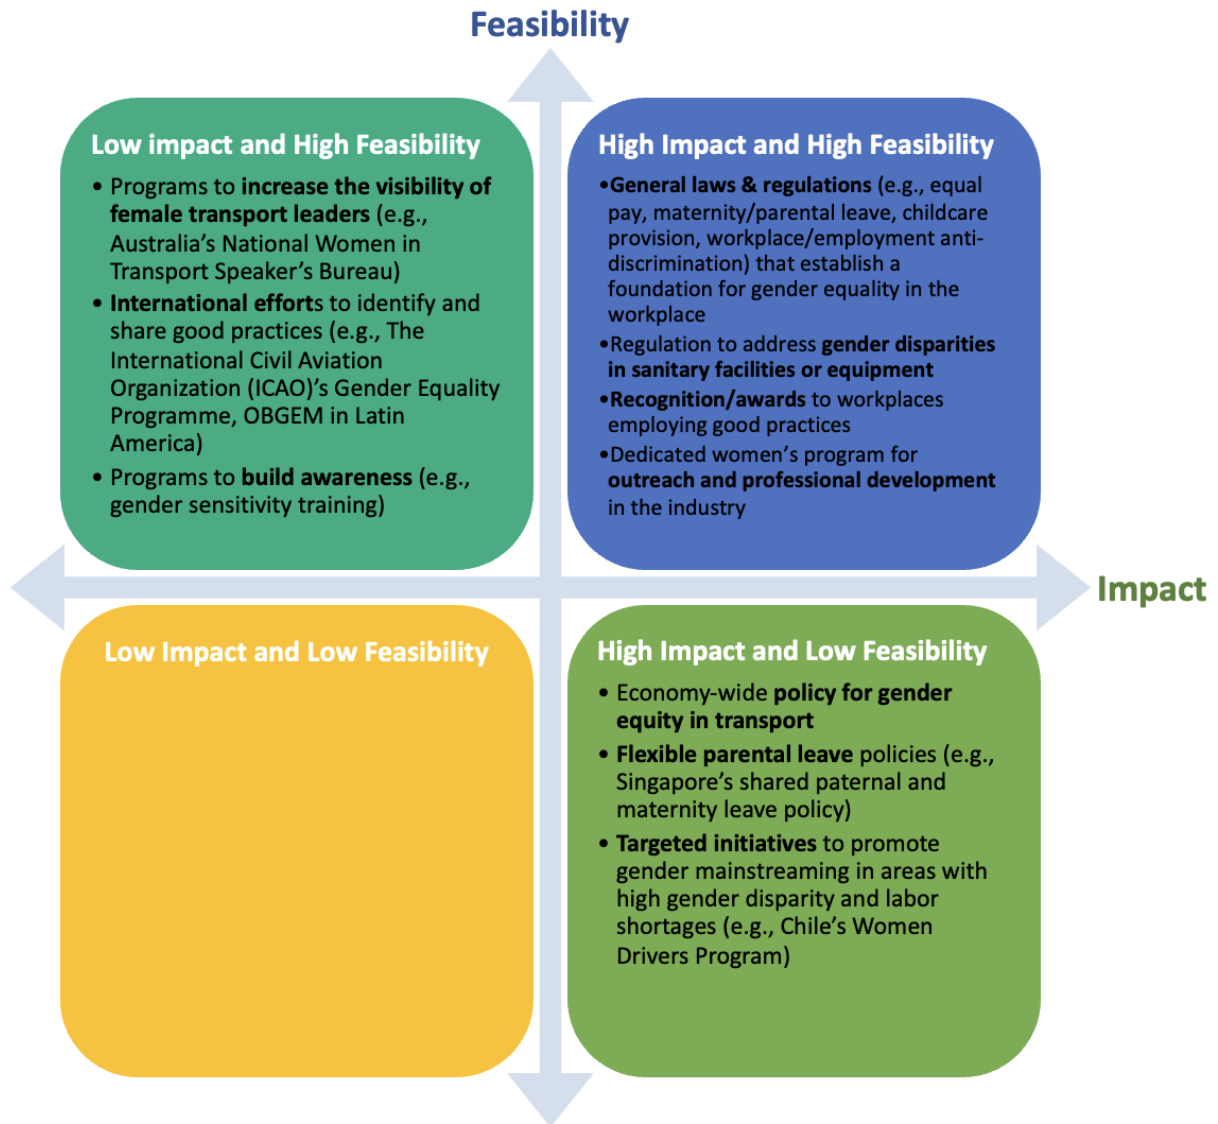 Feasibility
Low impact and High Feasibility
• Programs to increase the visibility of
female transport leaders (e.g.,
Australia's National Women in
Transport Speaker's Bureau)
• International efforts to identify and
share good practices (e.g., The
International Civil Aviation
Organization (ICAO)'s Gender Equality
Programme, OBGEM in Latin
America)
• Programs to build awareness (e.g.,
gender sensitivity training)
High Impact and High Feasibility
•General laws & regulations (e.g., equal
pay, maternity/parental leave, childcare
provision, workplace/employment anti-
discrimination) that establish a
foundation for gender equality in the
workplace
•Regulation to address gender disparities
in sanitary facilities or equipment
•Recognition/awards to workplaces
employing good practices
•Dedicated women's program for
outreach and professional development
in the industry
Impact
Low Impact and Low Feasibility
High Impact and Low Feasibility
• Economy-wide policy for gender
equity in transport
• Flexible parental leave policies (e.g.,
Singapore's shared paternal and
maternity leave policy)
• Targeted initiatives to promote
gender mainstreaming in areas with
high gender disparity and labor
shortages (e.g., Chile's Women
Drivers Program)